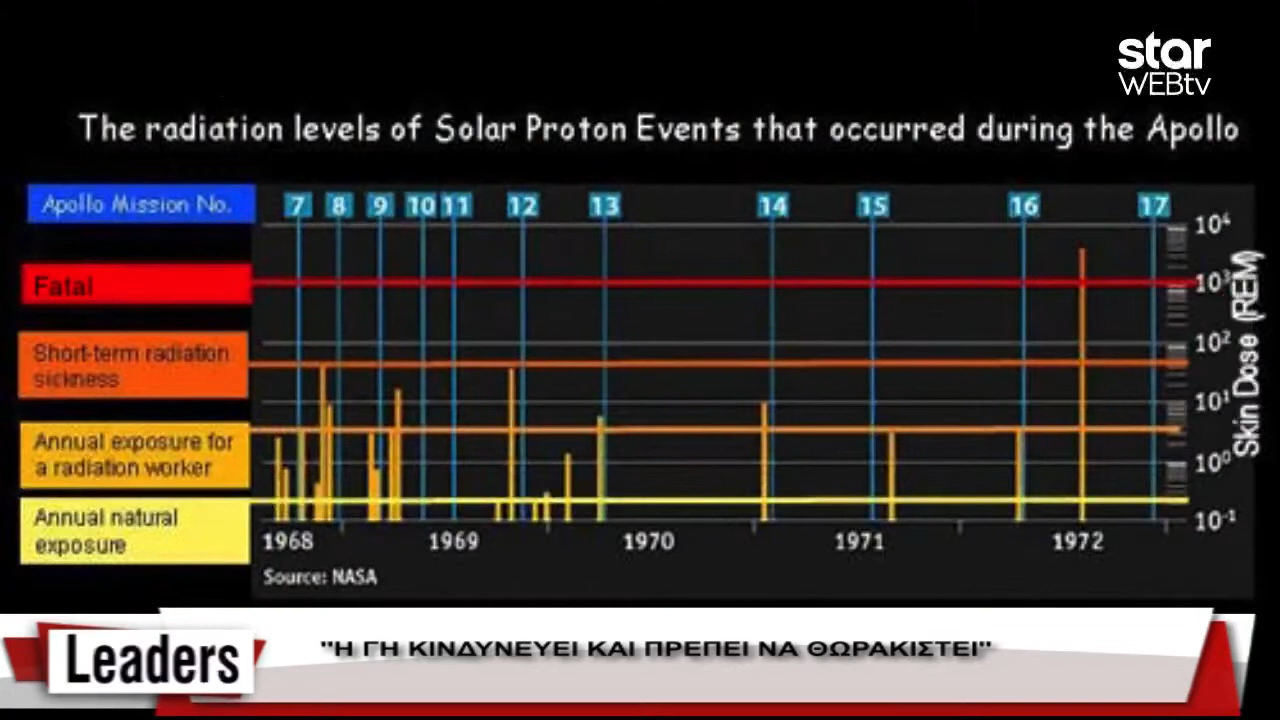 star
WEBtv
The radiation levels of Solar Proton Events that occurred during the Apollo
Apollo Mission No. 7 8 9 10 11 12 13 14 15 16 17
10⁴
Fatal
10³
Short-term radiation
sickness
10²
10¹
Annual exposure for
a radiation worker
10⁰
Annual natural
exposure
10⁻¹
Skin Dose (REM)
1968 1969 1970 1971 1972
Source: NASA
Leaders
"Η ΓΗ ΚΙΝΔΥΝΕΥΕΙ ΚΑΙ ΠΡΕΠΕΙ ΝΑ ΘΩΡΑΚΙΣΤΕΙ"